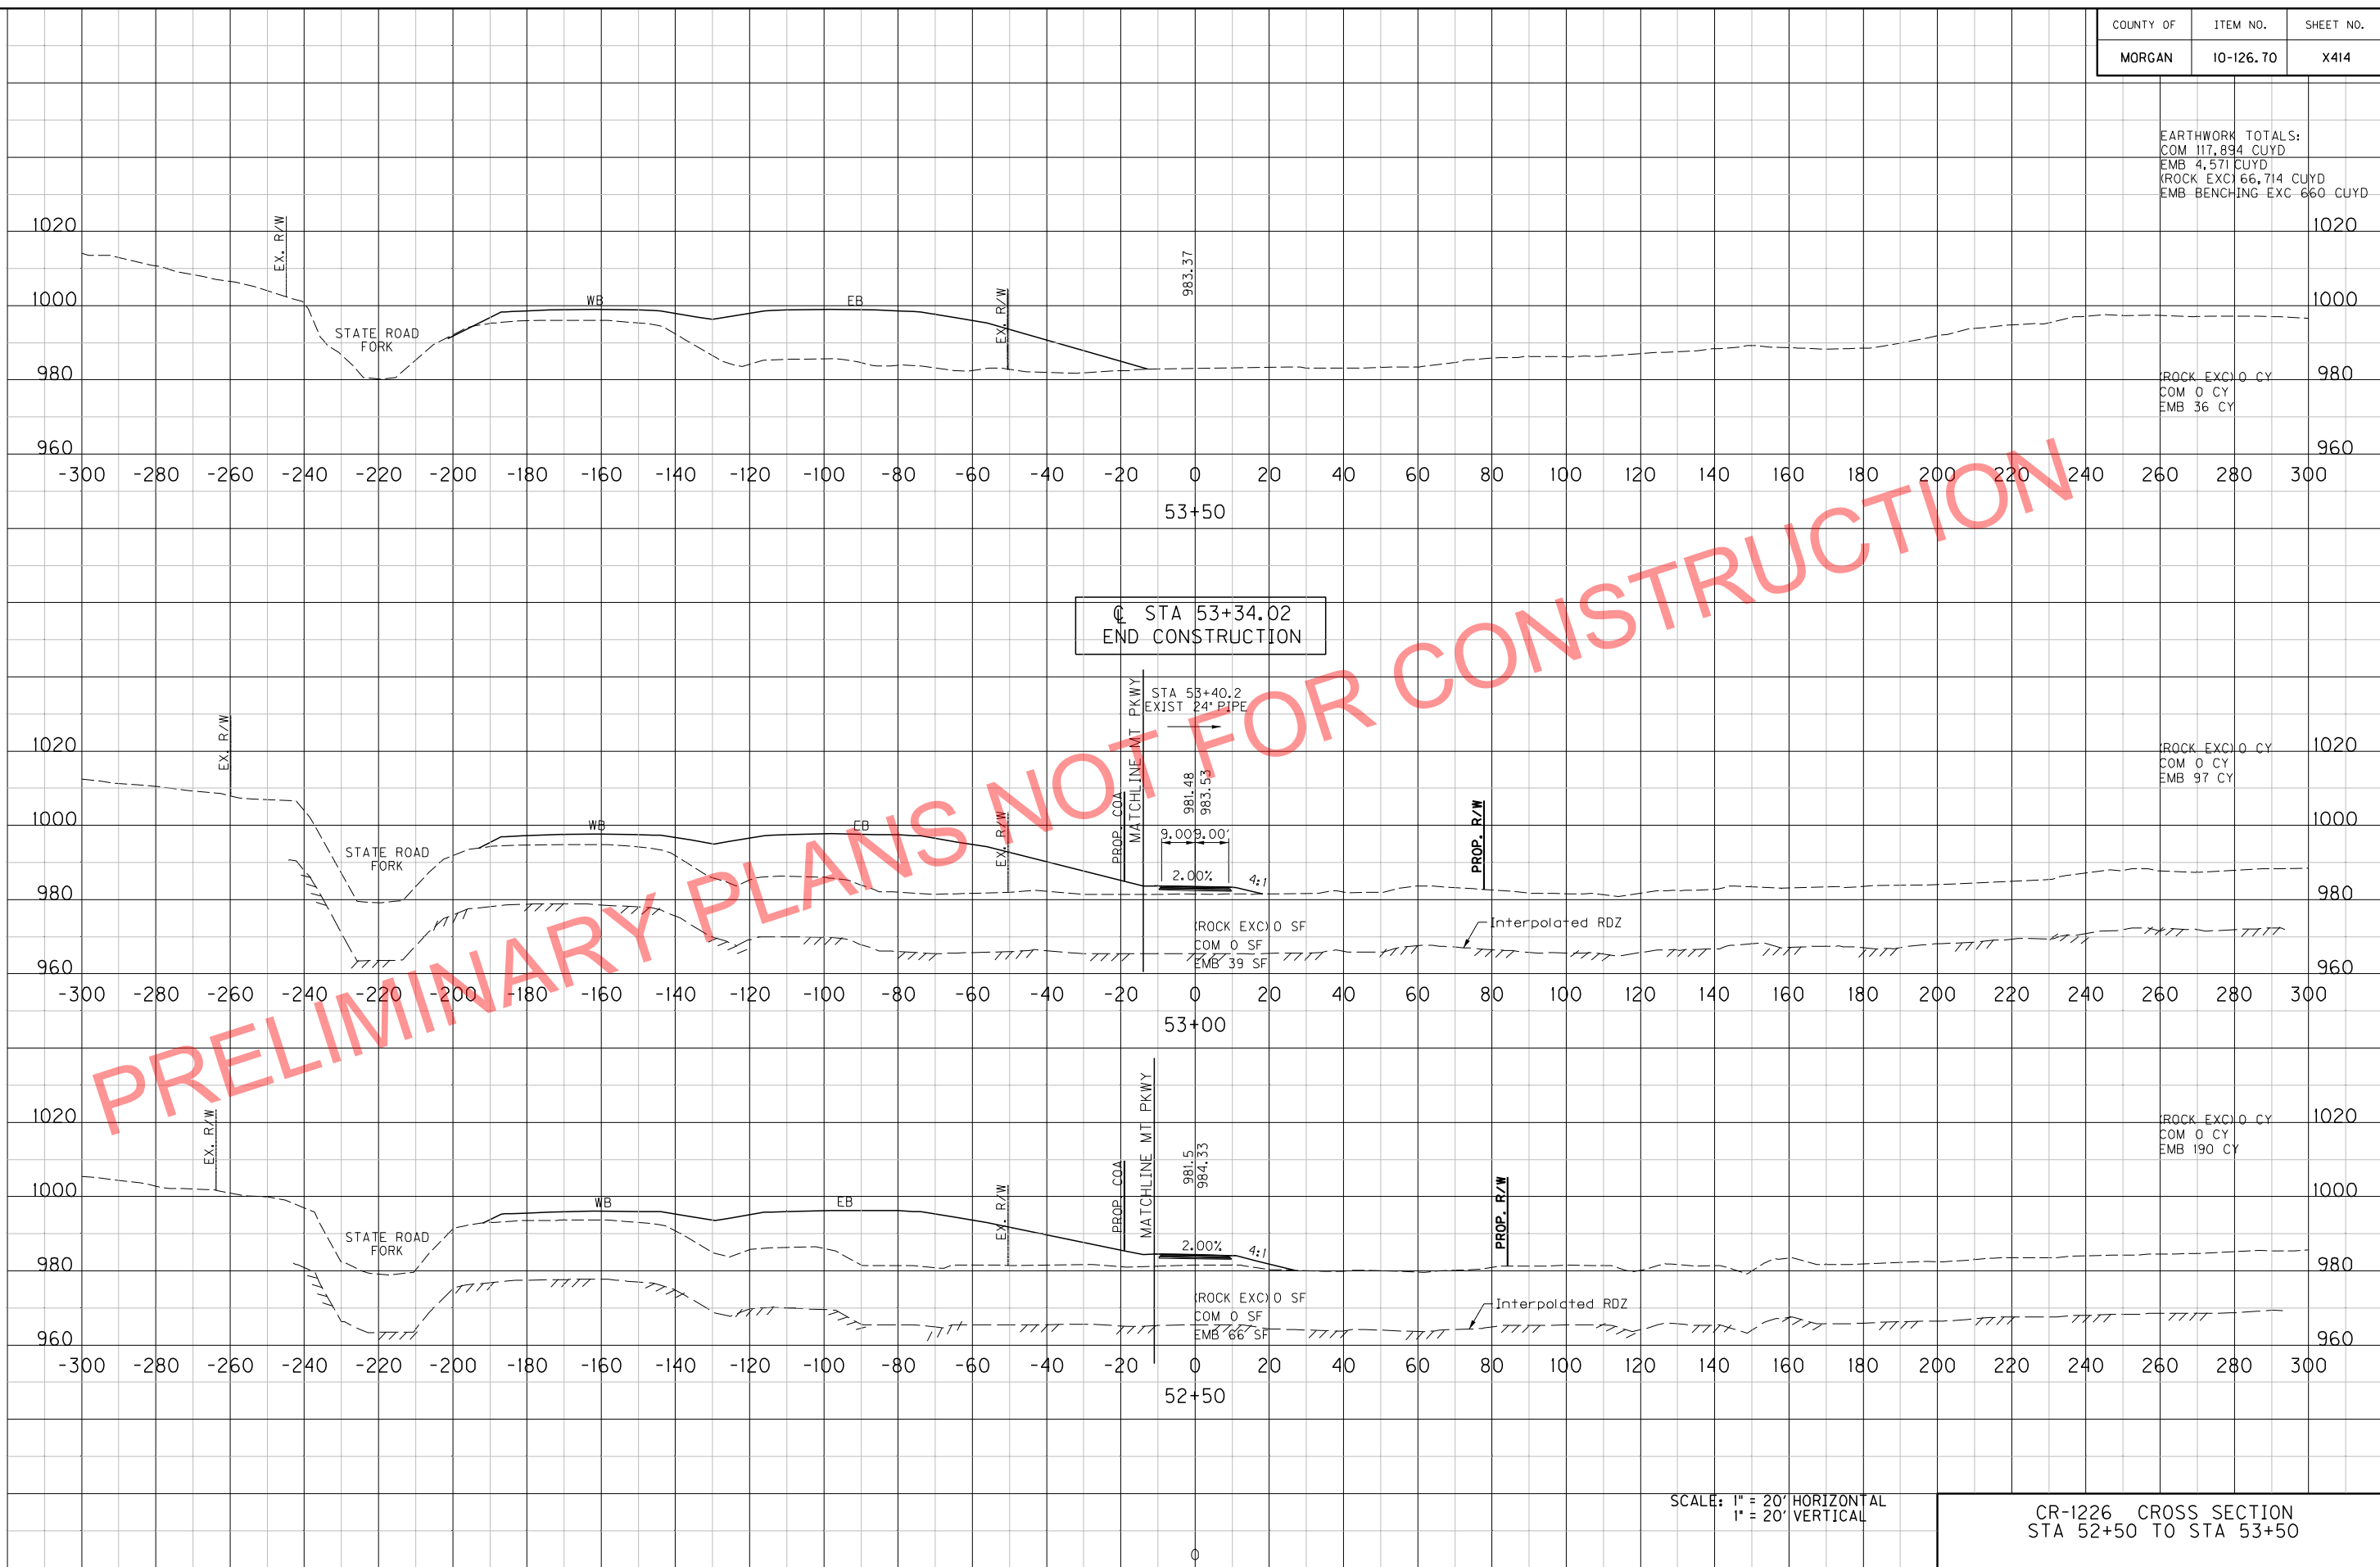 COUNTY OF ITEM NO. SHEET NO.
MORGAN 10-126.70 X414
EARTHWORK TOTALS:
COM 117,894 CUYD
EMB 4,571 CUYD
(ROCK EXC) 66,714 CUYD
EMB BENCHING EXC 660 CUYD
1020 1020
1000 1000
980 980
960 960
EX. R/W
STATE ROAD
FORK
WB
EB
EX. R/W
983.37
(ROCK EXC) 0 CY
COM 0 CY
EMB 36 CY
-300 -280 -260 -240 -220 -200 -180 -160 -140 -120 -100 -80 -60 -40 -20 0 20 40 60 80 100 120 140 160 180 200 220 240 260 280 300
53+50
℄ STA 53+34.02
END CONSTRUCTION
STA 53+40.2
EXIST 24" PIPE
1020 1020
1000 1000
980 980
960 960
EX. R/W
STATE ROAD
FORK
WB
EB
EX. R/W
PROP. COA
MATCHLINE MT PKWY
981.48
983.53
9.00 9.00'
2.00%
4:1
PROP. R/W
Interpolated RDZ
(ROCK EXC) 0 SF
COM 0 SF
EMB 39 SF
(ROCK EXC) 0 CY
COM 0 CY
EMB 97 CY
-300 -280 -260 -240 -220 -200 -180 -160 -140 -120 -100 -80 -60 -40 -20 0 20 40 60 80 100 120 140 160 180 200 220 240 260 280 300
53+00
PRELIMINARY PLANS NOT FOR CONSTRUCTION
1020 1020
1000 1000
980 980
960 960
EX. R/W
STATE ROAD
FORK
WB
EB
EX. R/W
PROP. COA
MATCHLINE MT PKWY
981.5
984.33
2.00%
4:1
PROP. R/W
Interpolated RDZ
(ROCK EXC) 0 SF
COM 0 SF
EMB 66 SF
(ROCK EXC) 0 CY
COM 0 CY
EMB 190 CY
-300 -280 -260 -240 -220 -200 -180 -160 -140 -120 -100 -80 -60 -40 -20 0 20 40 60 80 100 120 140 160 180 200 220 240 260 280 300
52+50
SCALE: 1" = 20' HORIZONTAL
1" = 20' VERTICAL
CR-1226 CROSS SECTION
STA 52+50 TO STA 53+50
0